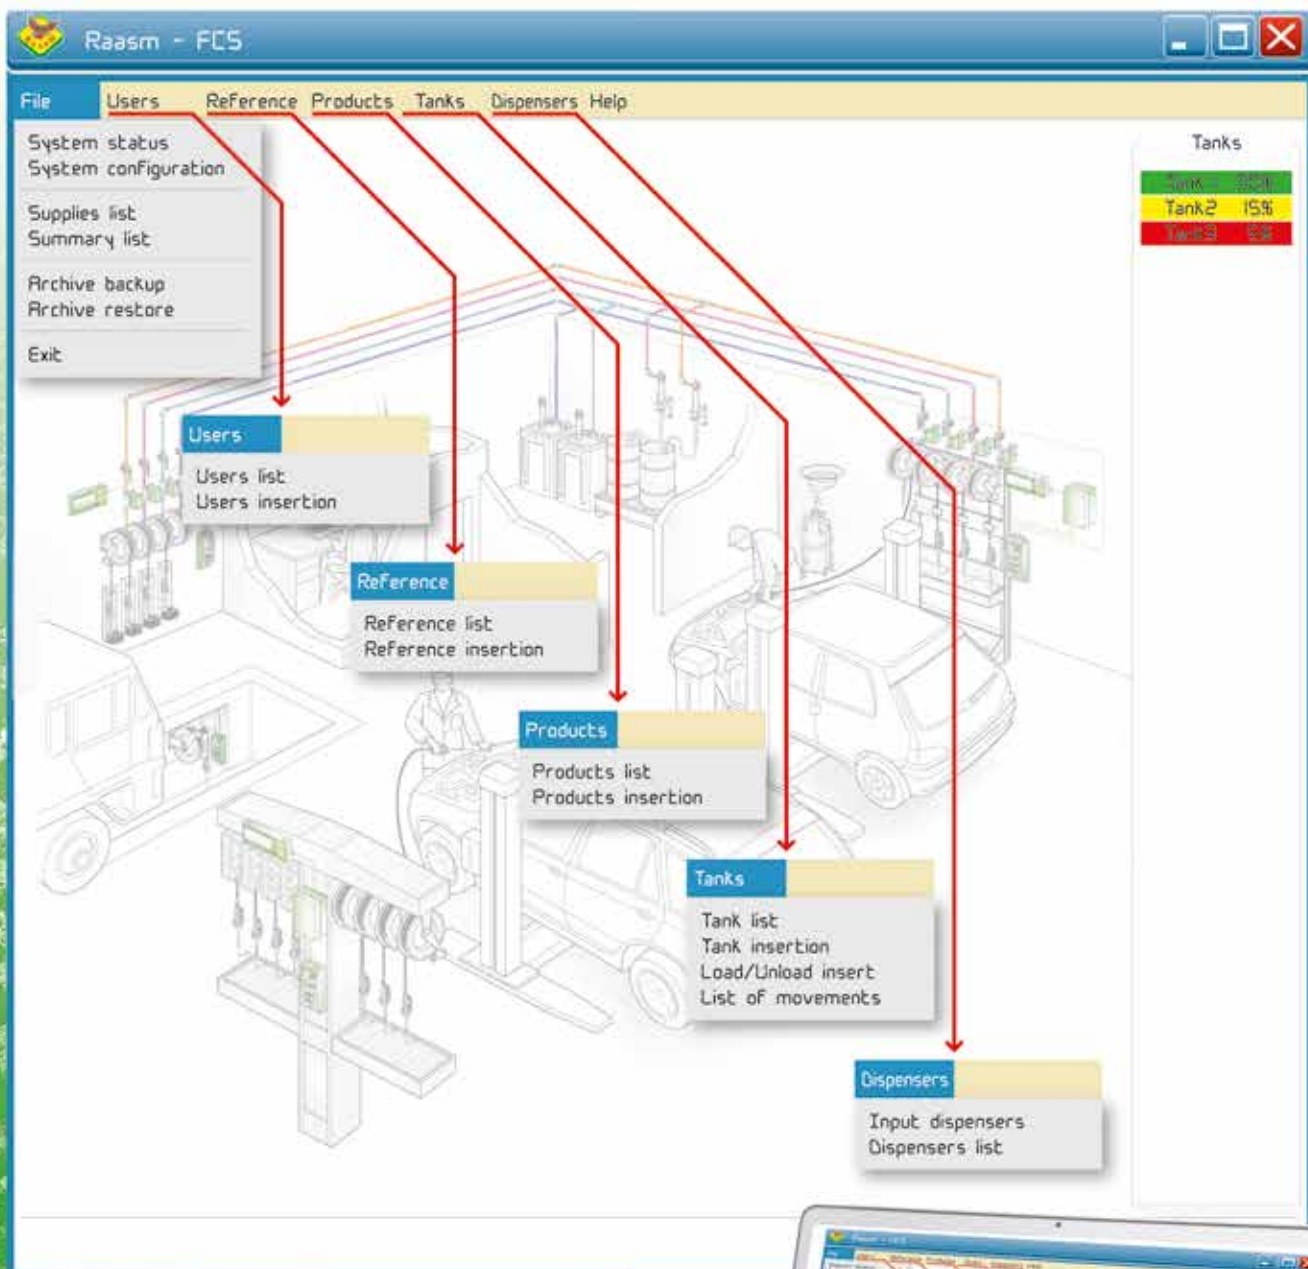 Raasm - FCS
File Users Reference Products Tanks Dispensers Help
System status
System configuration
Supplies list
Summary list
Archive backup
Archive restore
Exit
Tanks
Tank2 15%
Tank3
Users
Users list
Users insertion
Reference
Reference list
Reference insertion
Products
Products list
Products insertion
Tanks
Tank list
Tank insertion
Load/Unload insert
List of movements
Dispensers
Input dispensers
Dispensers list